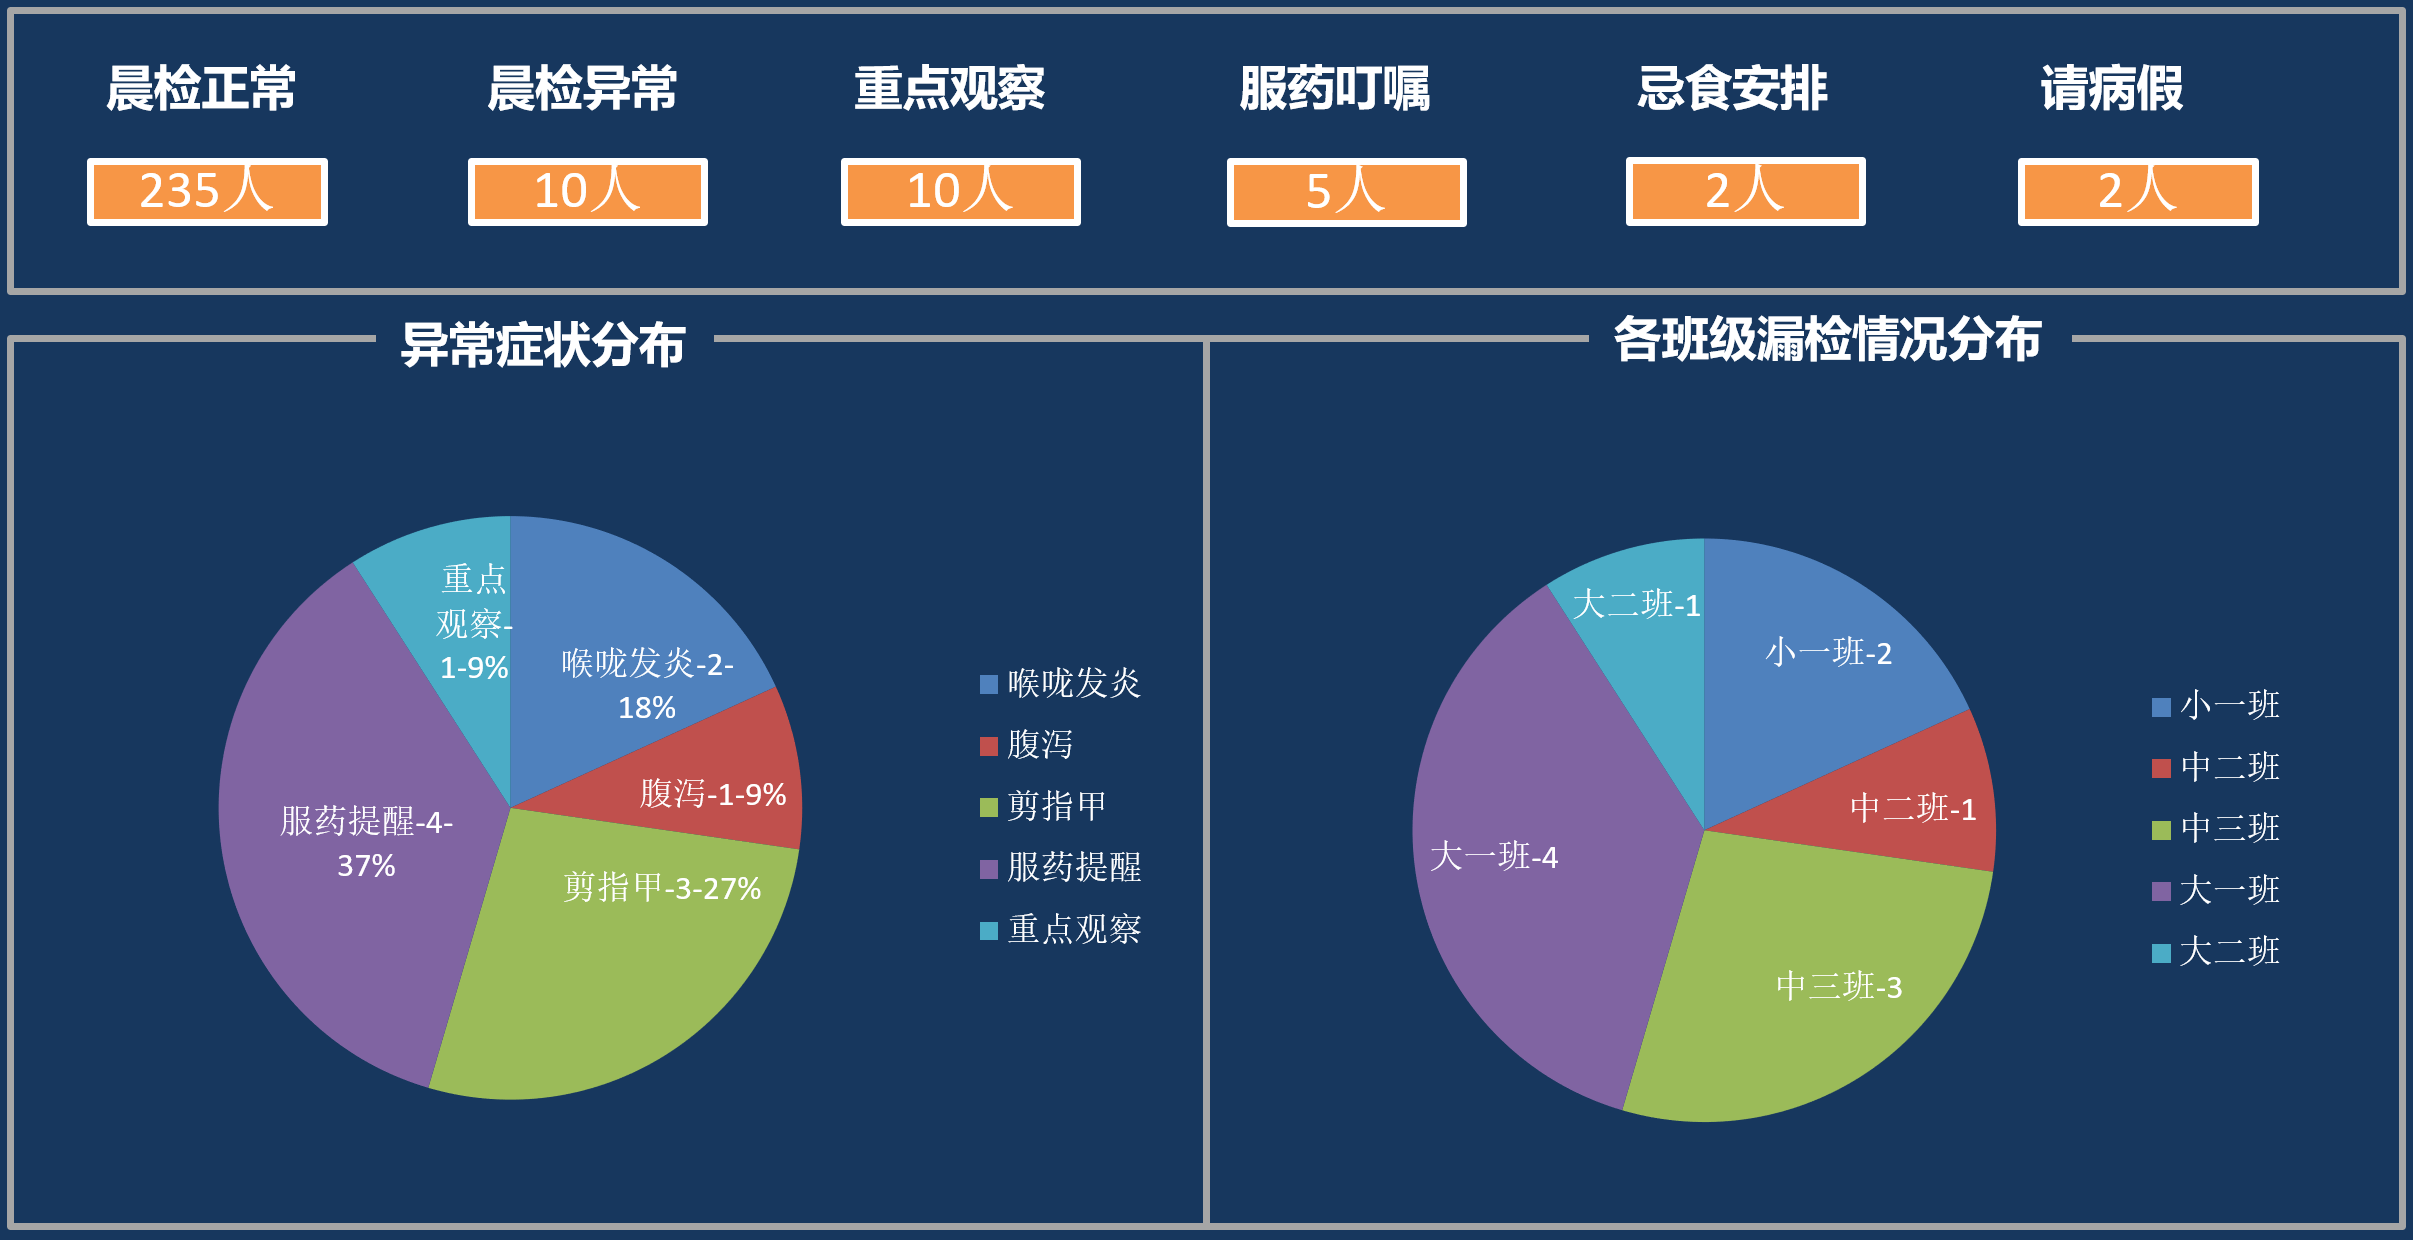 晨检正常
晨检异常
重点观察
服药叮嘱
忌食安排
请病假
235人
10人
10人
5人
2人
2人
异常症状分布
重点
观察-
1-9%
喉咙发炎-2-
18%
腹泻-1-9%
服药提醒-4-
37%
剪指甲-3-27%
喉咙发炎
腹泻
剪指甲
服药提醒
重点观察
各班级漏检情况分布
大二班-1
小一班-2
中二班-1
大一班-4
中三班-3
小一班
中二班
中三班
大一班
大二班